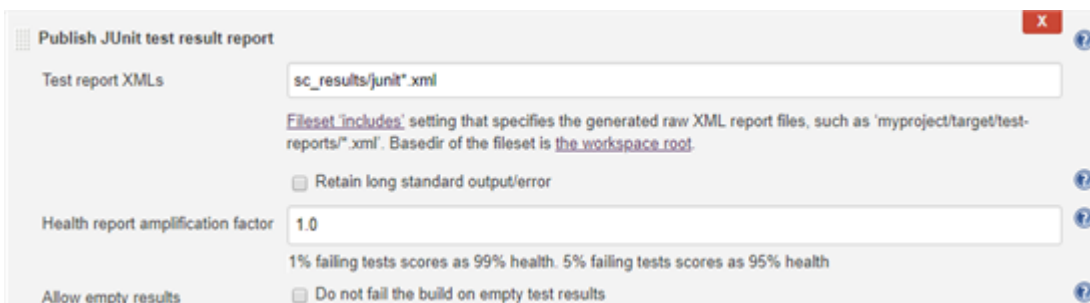 X
Publish JUnit test result report
Test report XMLs
sc_results/junit*.xml
Fileset 'includes' setting that specifies the generated raw XML report files, such as 'myproject/target/test-
reports/*.xml'. Basedir of the fileset is the workspace root.
Retain long standard output/error
Health report amplification factor
1.0
1% failing tests scores as 99% health. 5% failing tests scores as 95% health
Allow empty results
Do not fail the build on empty test results